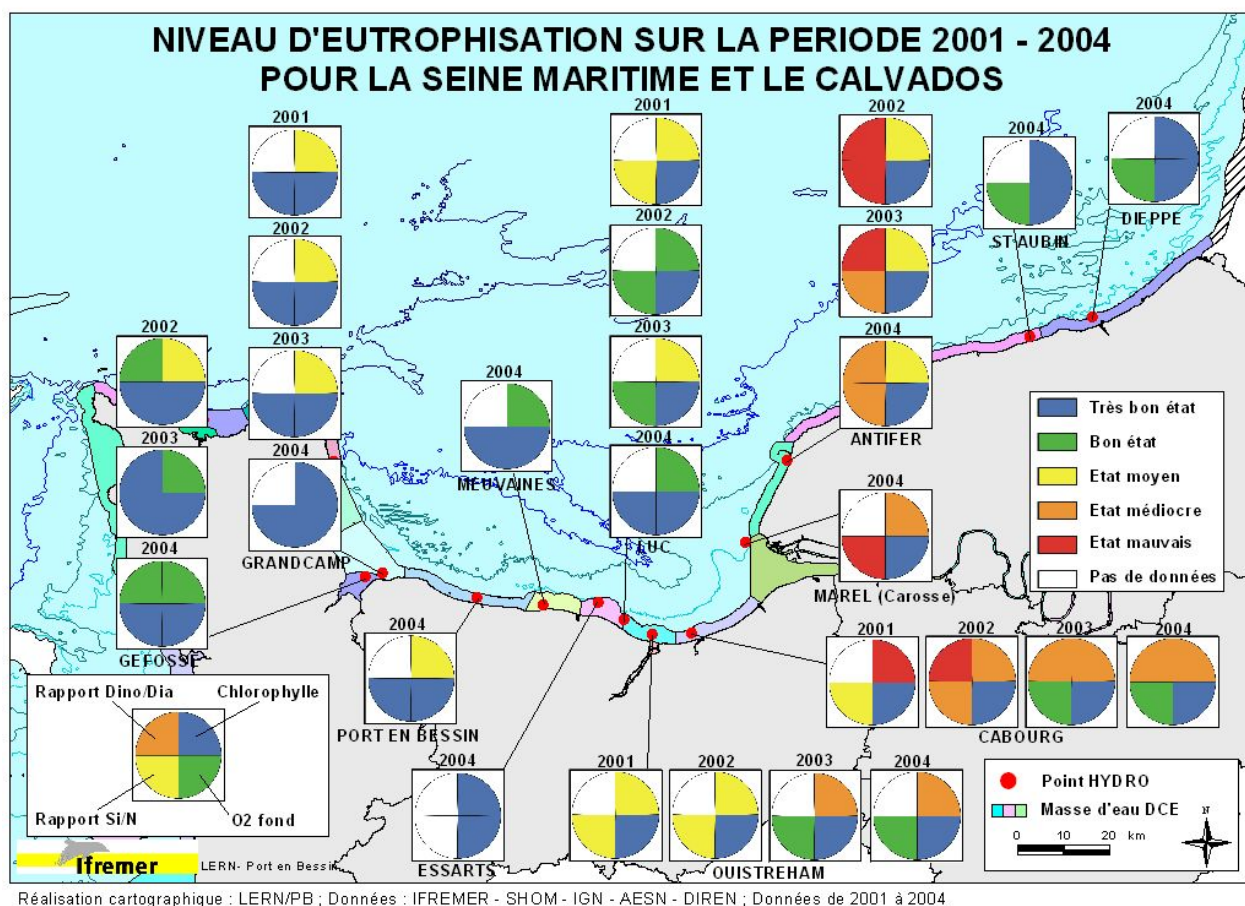 NIVEAU D'EUTROPHISATION SUR LA PERIODE 2001 - 2004
POUR LA SEINE MARITIME ET LE CALVADOS
2001
2002
2003
2004
GRANDCAMP
2002
2003
2004
GEFOSSE
2004
MEUVAINES
2001
2002
2003
2004
LUC
2002
2003
2004
ANTIFER
2004
ST AUBIN
2004
DIEPPE
2004
MAREL (Carosse)
Très bon état
Bon état
Etat moyen
Etat médiocre
Etat mauvais
Pas de données
2004
PORT EN BESSIN
2001
2002
2003
2004
CABOURG
2004
ESSARTS
2001
2002
2003
2004
OUISTREHAM
Rapport Dino/Dia
Chlorophylle
Rapport Si/N
O2 fond
Point HYDRO
Masse d'eau DCE
0 10 20 km
N
Ifremer
LERN- Port en Bessin
Réalisation cartographique : LERN/PB ; Données : IFREMER - SHOM - IGN - AESN - DIREN ; Données de 2001 à 2004